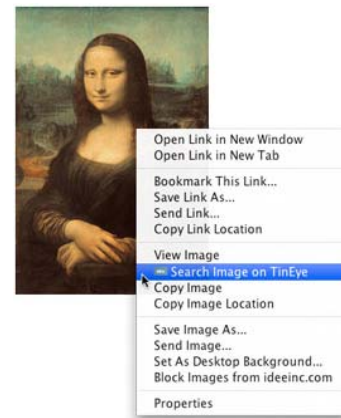 Open Link in New Window
Open Link in New Tab
Bookmark This Link...
Save Link As...
Send Link...
Copy Link Location
View Image
Search Image on TinEye
Copy Image
Copy Image Location
Save Image As...
Send Image...
Set As Desktop Background...
Block Images from ideeinc.com
Properties